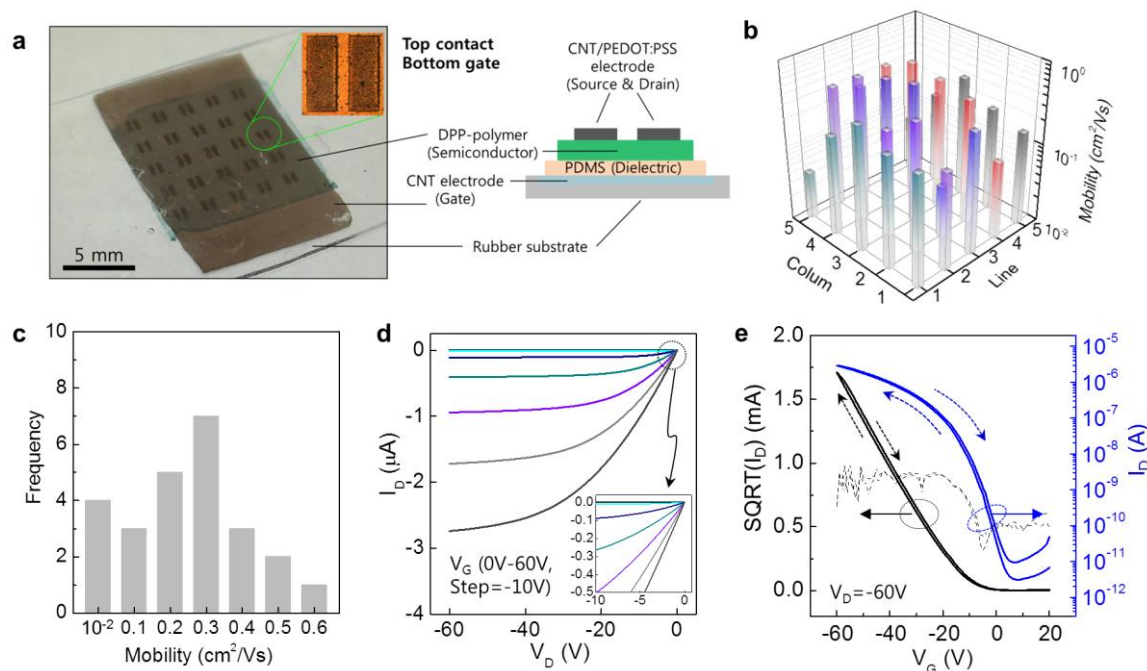 a
Top contact
Bottom gate
CNT/PEDOT:PSS
electrode
(Source & Drain)
DPP-polymer
(Semiconductor)
PDMS (Dielectric)
CNT electrode
(Gate)
Rubber substrate
5 mm
b
10⁰
10⁻¹
10⁻²
Mobility (cm²/Vs)
5
4
3
2
1
Colum
1
2
3
4
5
Line
c
10
8
6
4
2
0
Frequency
10⁻² 0.1 0.2 0.3 0.4 0.5 0.6
Mobility (cm²/Vs)
d
0
-1
-2
-3
-4
I_D (μA)
V_G (0V-60V,
Step=-10V)
0.0
-0.1
-0.2
-0.3
-0.4
-0.5
-10 -5 0
-60 -40 -20 0
V_D (V)
e
2.0
1.5
1.0
0.5
0.0
SQRT(I_D) (mA)
V_D=-60V
10⁻⁵
10⁻⁶
10⁻⁷
10⁻⁸
10⁻⁹
10⁻¹⁰
10⁻¹¹
10⁻¹²
I_D (A)
-60 -40 -20 0 20
V_G (V)